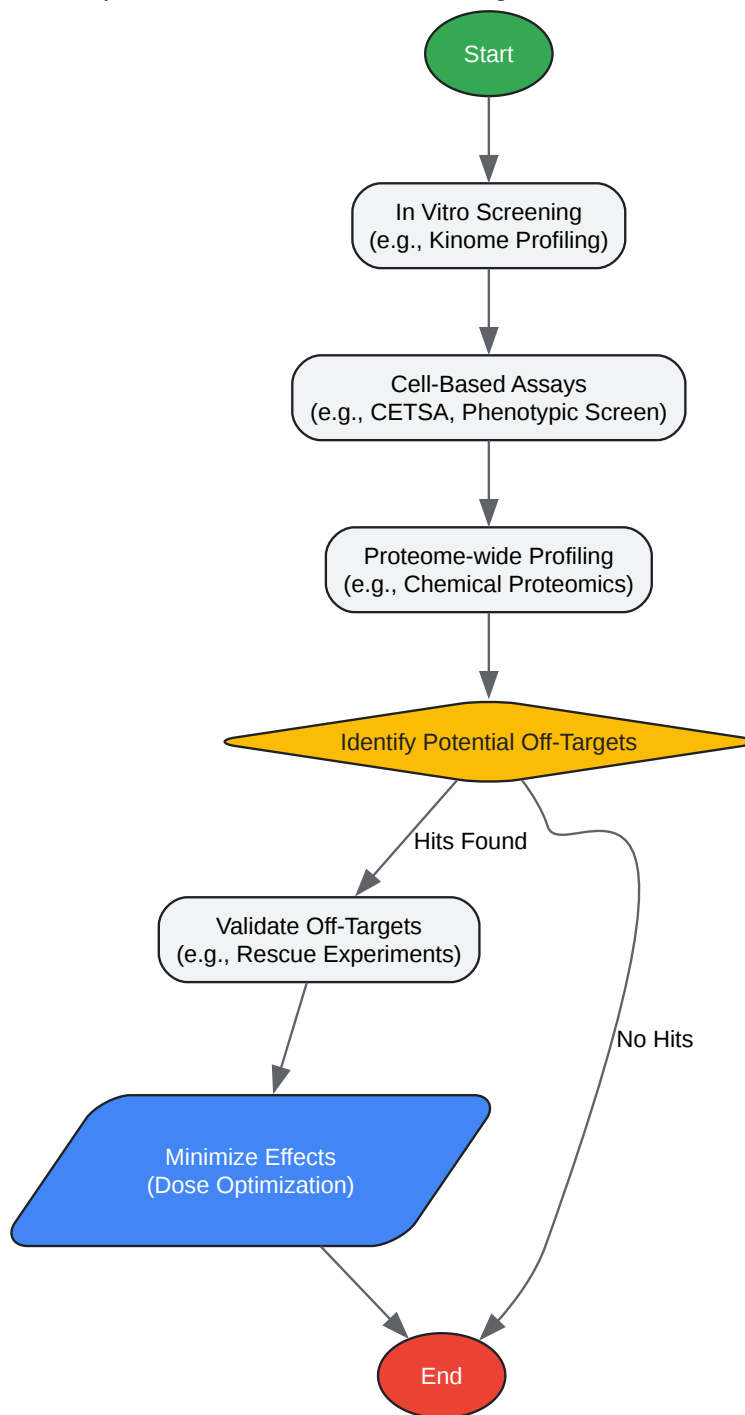 Start
In Vitro Screening
(e.g., Kinome Profiling)
Cell-Based Assays
(e.g., CETSA, Phenotypic Screen)
Proteome-wide Profiling
(e.g., Chemical Proteomics)
Identify Potential Off-Targets
Hits Found
Validate Off-Targets
(e.g., Rescue Experiments)
No Hits
Minimize Effects
(Dose Optimization)
End